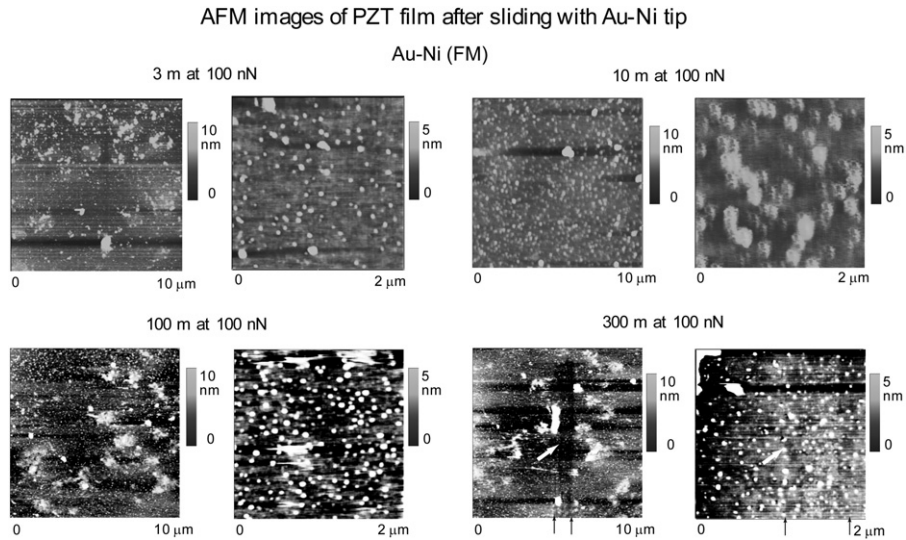 AFM images of PZT film after sliding with Au-Ni tip
Au-Ni (FM)
3 m at 100 nN
10 m at 100 nN
10
nm
0
0
10 μm
5
nm
0
0
2 μm
10
nm
0
0
10 μm
5
nm
0
0
2 μm
100 m at 100 nN
300 m at 100 nN
10
nm
0
0
10 μm
5
nm
0
0
2 μm
10
nm
0
0
10 μm
5
nm
0
0
2 μm